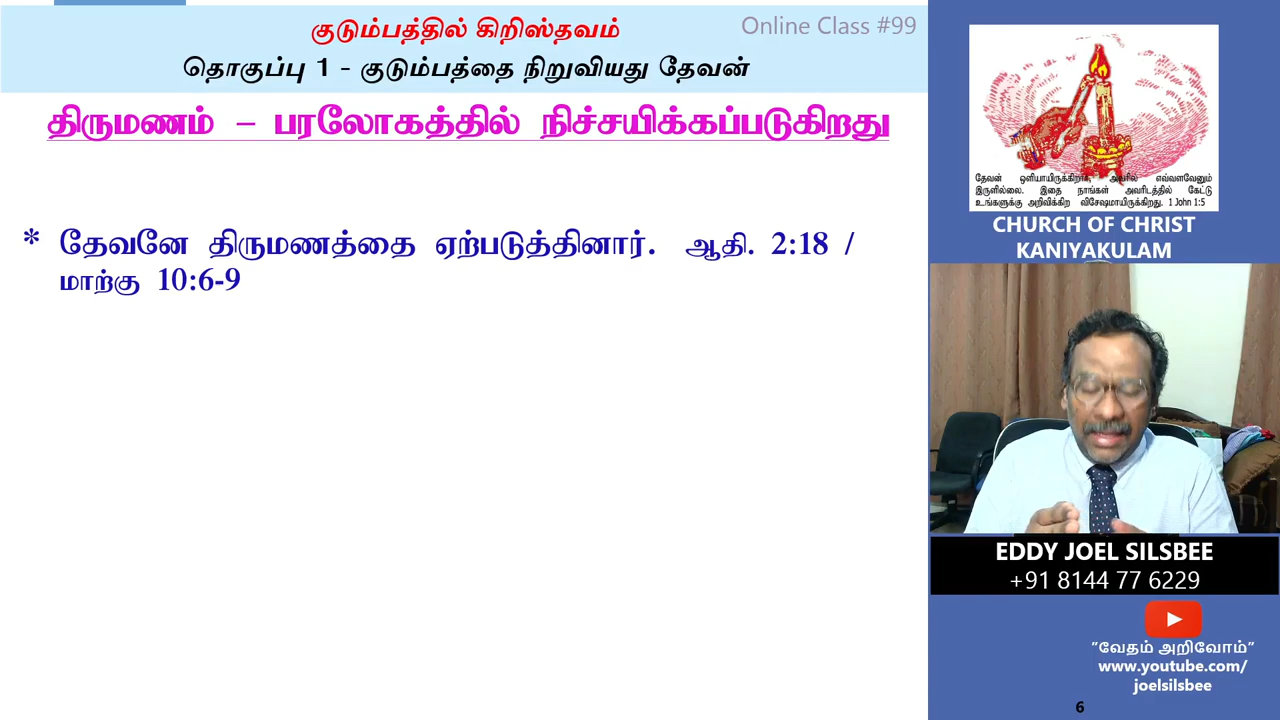 குடும்பத்தில் கிறிஸ்தவம்
Online Class #99
தொகுப்பு 1 - குடும்பத்தை நிறுவியது தேவன்
திருமணம் – பரலோகத்தில் நிச்சயிக்கப்படுகிறது
* தேவனே திருமணத்தை ஏற்படுத்தினார். ஆதி. 2:18 /
மாற்கு 10:6-9
தேவன் ஒளியாயிருக்கிறார், அவரில் எவ்வளவேனும்
இருளில்லை. இதை நாங்கள் அவரிடத்தில் கேட்டு
உங்களுக்கு அறிவிக்கிற விசேஷமாயிருக்கிறது. 1 John 1:5
CHURCH OF CHRIST
KANIYAKULAM
EDDY JOEL SILSBEE
+91 8144 77 6229
"வேதம் அறிவோம்"
www.youtube.com/
joelsilsbee
6